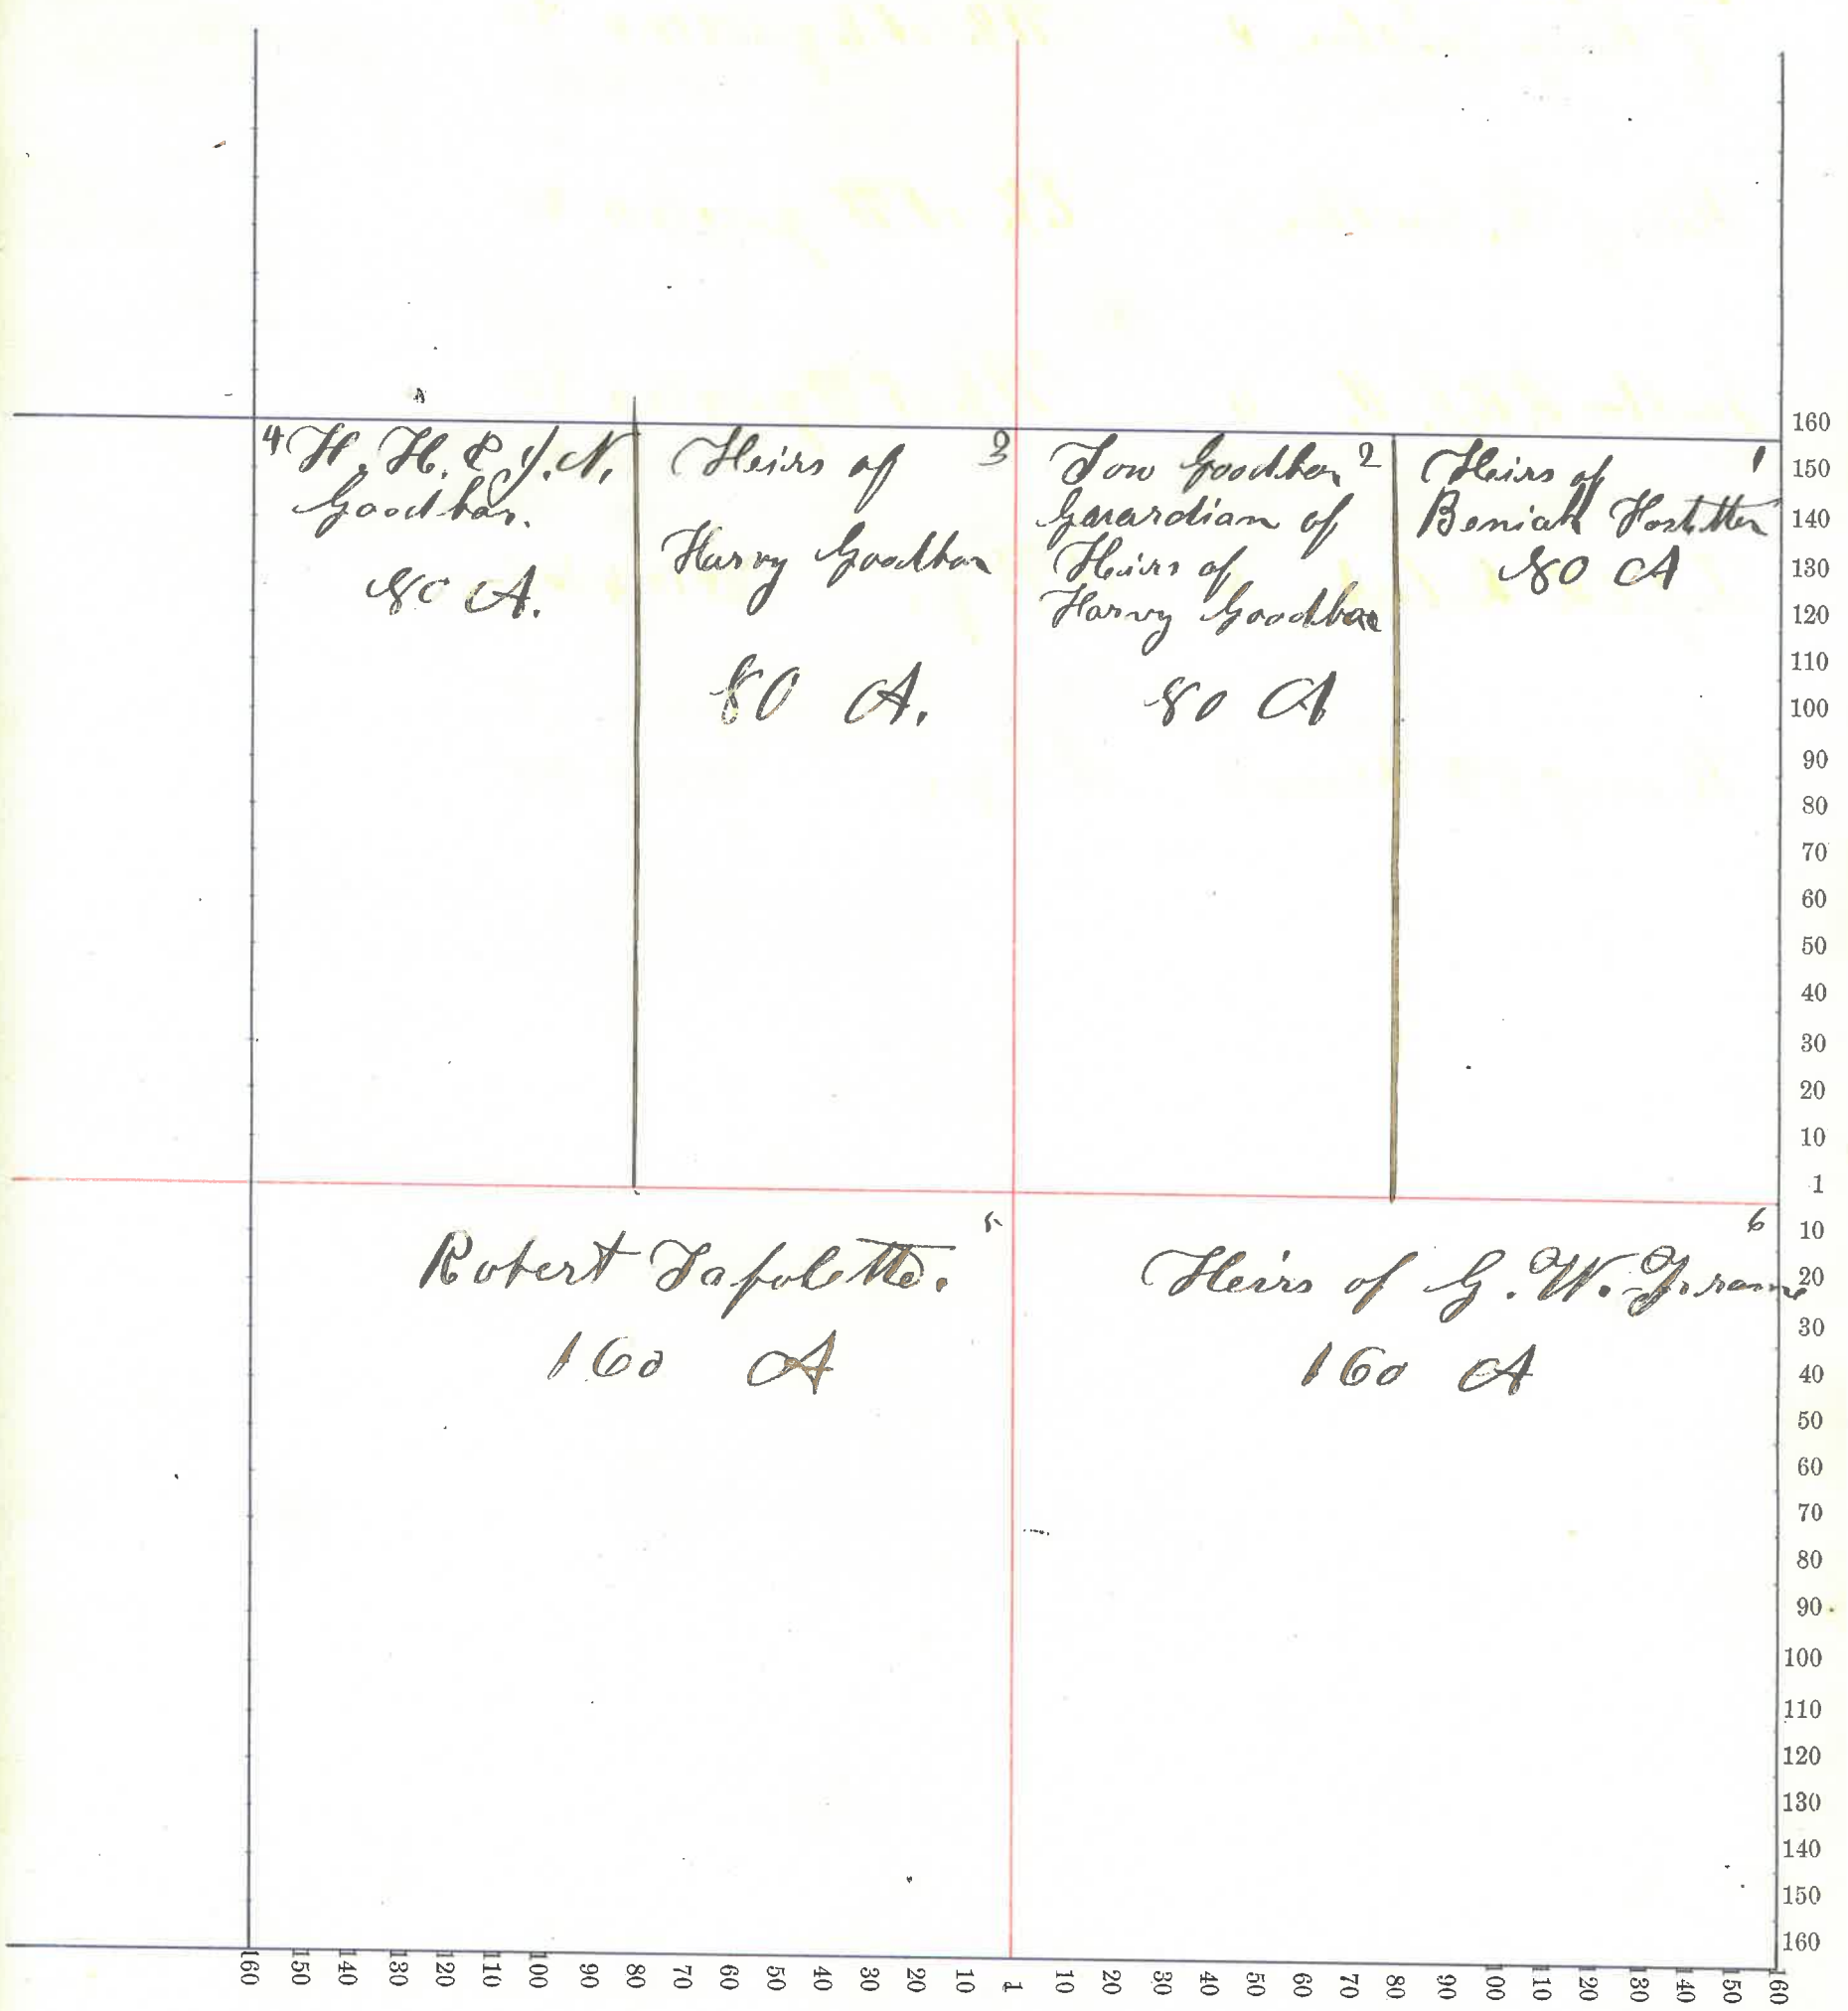 4 H. H. & J. N.
Goodbar.
80 A.
Heirs of 3
Harvy Goodbar
80 A.
Tow Goodbar 2
Garardian of
Heirs of
Harvy Goodbar
80 A
Heirs of 1
Beniah Hostetter
80 A
Robert Lafolette. 5
160 A
Heirs of G. W. Frame 6
160 A
160
150
140
130
120
110
100
90
80
70
60
50
40
30
20
10
1
10
20
30
40
50
60
70
80
90
100
110
120
130
140
150
160
160 150 140 130 120 110 100 90 80 70 60 50 40 30 20 10 1 10 20 30 40 50 60 70 80 90 100 110 120 130 140 150 160